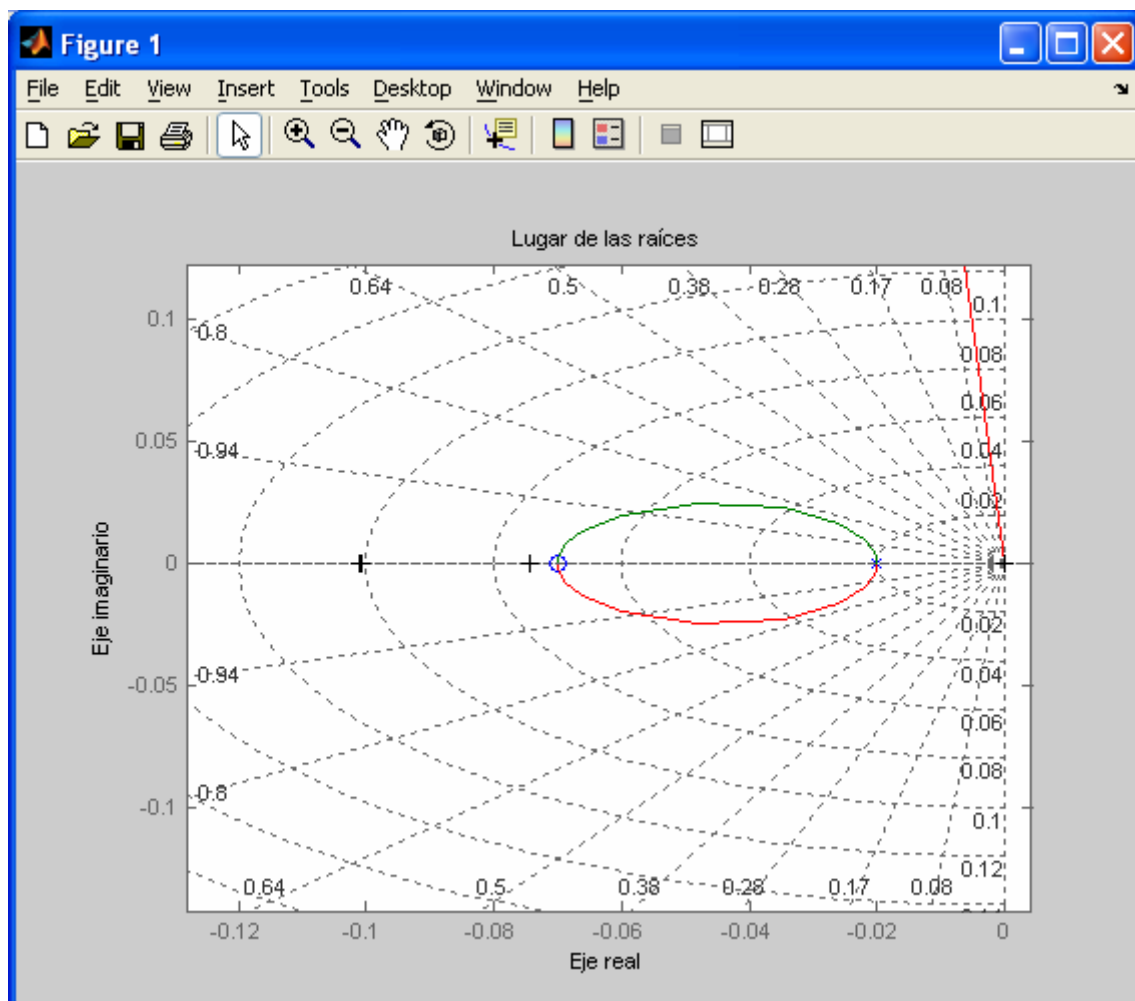 Figure 1
File Edit View Insert Tools Desktop Window Help
Lugar de las raíces
0.64 0.5 0.38 0.28 0.17 0.08
0.1
0.1
0.8
0.08
0.06
0.05
0.94
0.04
0.02
0
0.02
-0.05
0.94
0.04
0.06
0.08
-0.1
0.8
0.1
0.12
0.64 0.5 0.38 0.28 0.17 0.08
-0.12 -0.1 -0.08 -0.06 -0.04 -0.02 0
Eje real
Eje imaginario